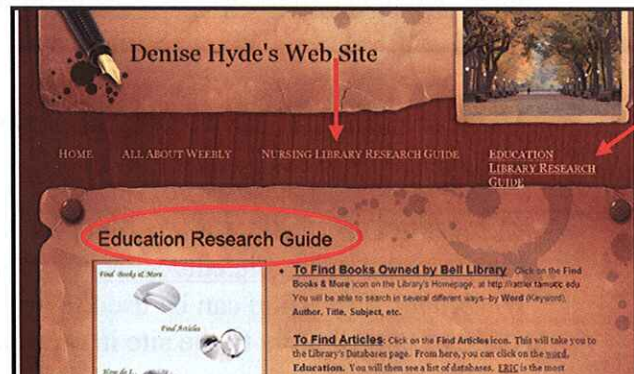 Denise Hyde's Web Site
HOME ALL ABOUT WEEBLY NURSING LIBRARY RESEARCH GUIDE EDUCATION
LIBRARY RESEARCH
GUIDE
Education Research Guide
Find Books & More
Find Articles
How do I...
To Find Books Owned by Bell Library: Click on the Find
Books & More icon on the Library's Homepage, at http://rattler.tamucc.edu
You will be able to search in several different ways--by Word (Keyword),
Author, Title, Subject, etc.
To Find Articles: Click on the Find Articles icon. This will take you to
the Library's Databases page. From here, you can click on the word,
Education. You will then see a list of databases. ERIC is the most